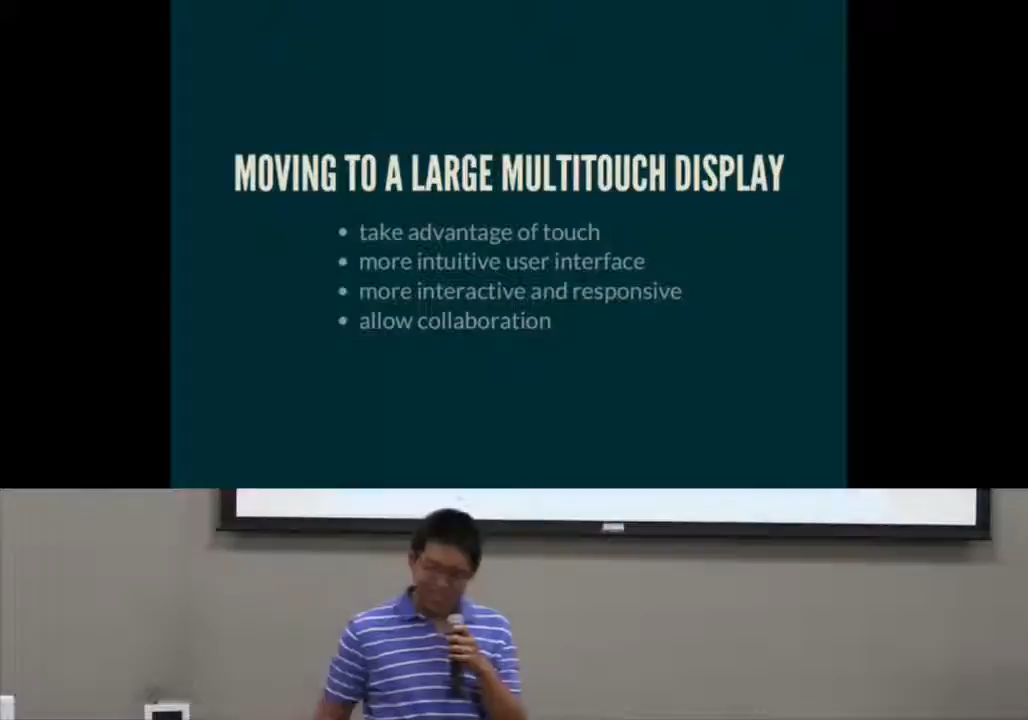 MOVING TO A LARGE MULTITOUCH DISPLAY
• take advantage of touch
• more intuitive user interface
• more interactive and responsive
• allow collaboration